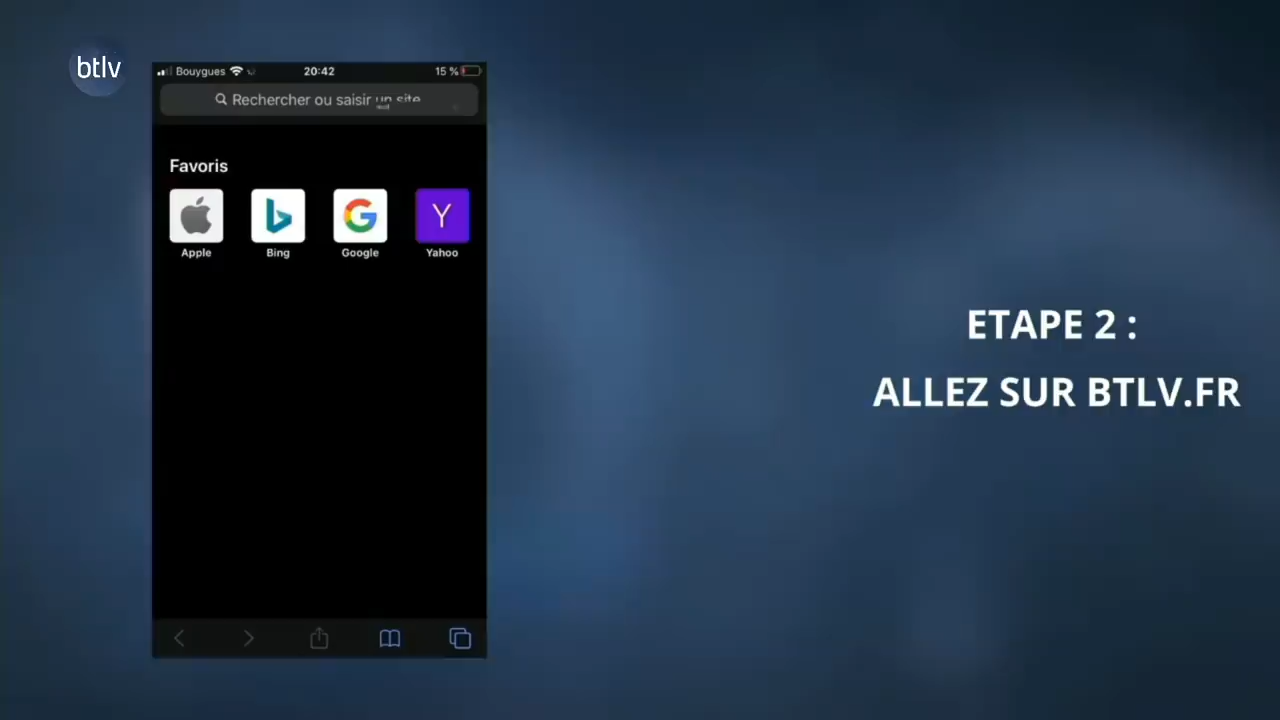 btlv
Bouygues 20:42 15 %
Rechercher ou saisir un site
Favoris
Apple Bing Google Yahoo
ETAPE 2 :
ALLEZ SUR BTLV.FR